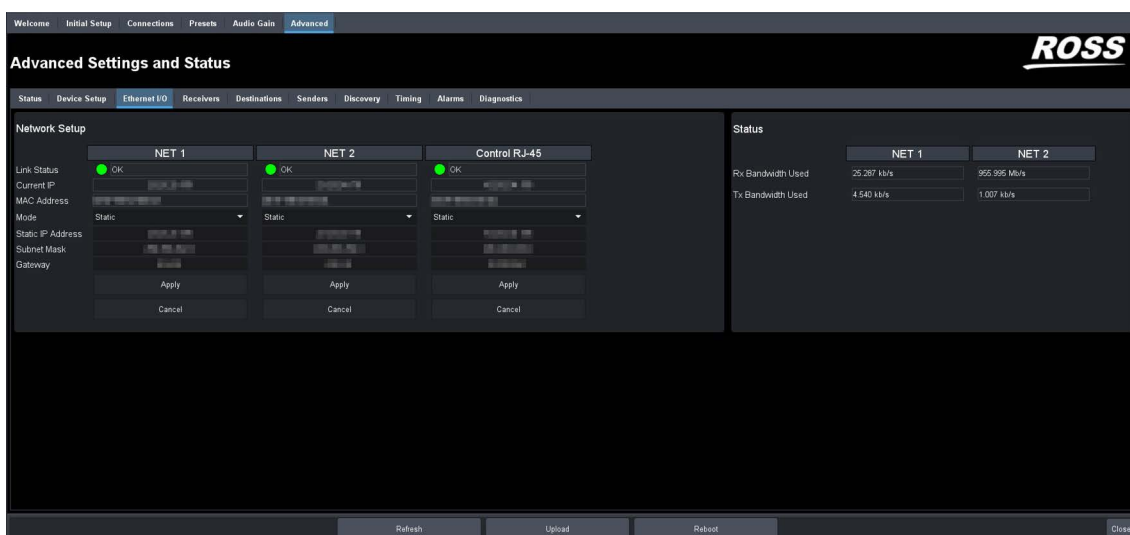 Welcome Initial Setup Connections Presets Audio Gain Advanced
Advanced Settings and Status
ROSS
Status Device Setup Ethernet I/O Receivers Destinations Senders Discovery Timing Alarms Diagnostics
Network Setup
NET 1 NET 2 Control RJ-45
Link Status OK OK OK
Current IP
MAC Address
Mode Static Static Static
Static IP Address
Subnet Mask
Gateway
Apply Apply Apply
Cancel Cancel Cancel
Status
NET 1 NET 2
Rx Bandwidth Used 25.287 kb/s 955.995 Mb/s
Tx Bandwidth Used 4.540 kb/s 1.007 kb/s
Refresh Upload Reboot Close